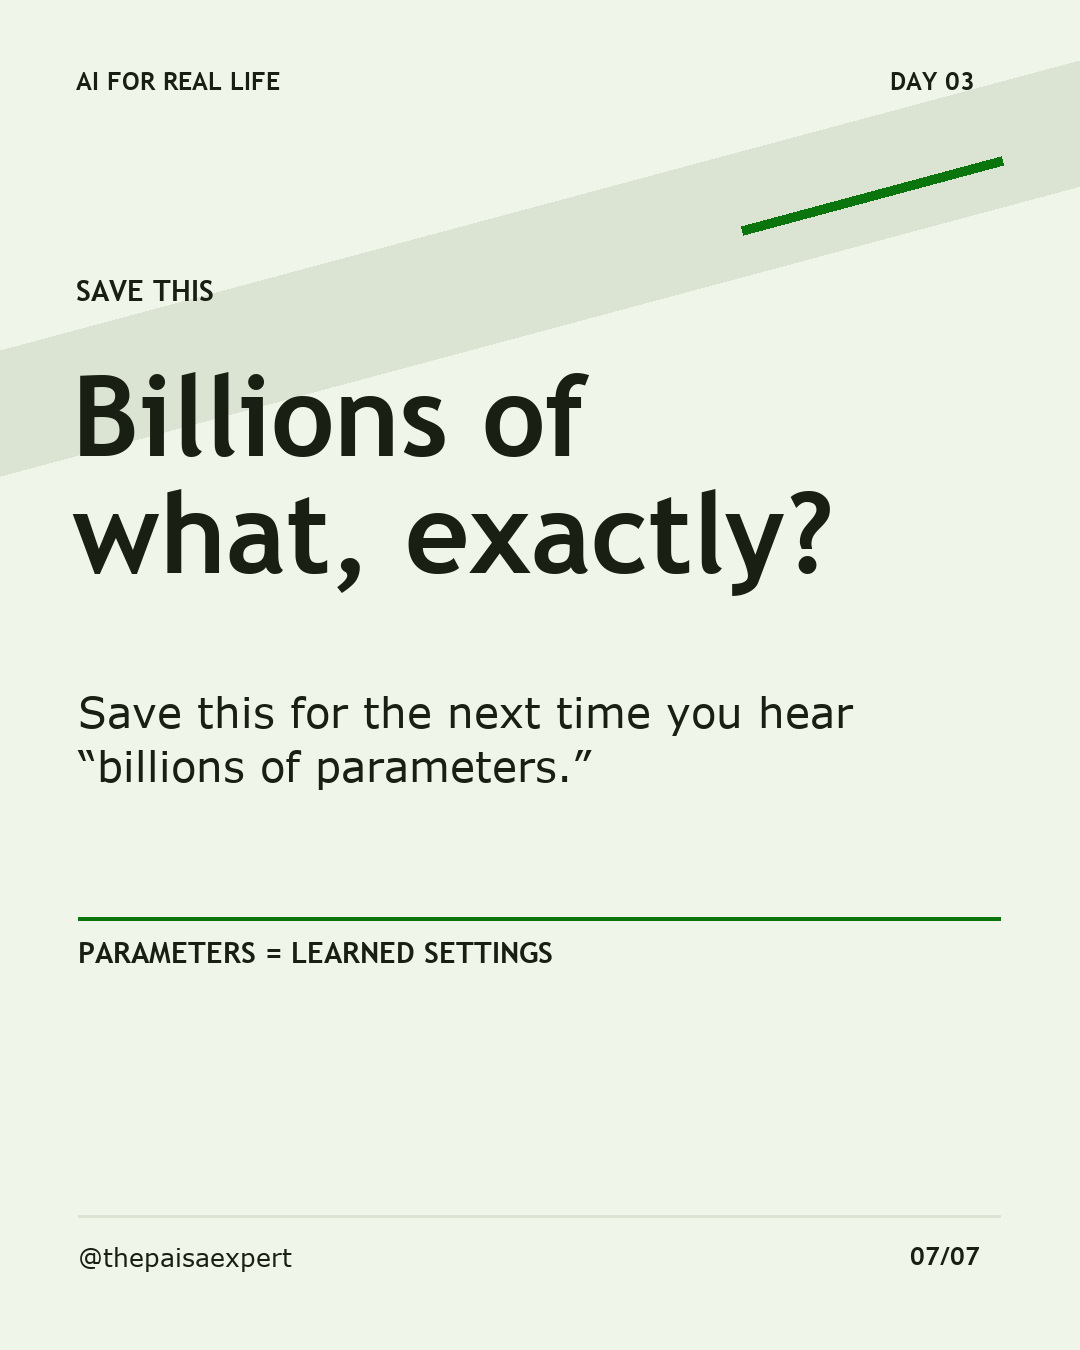 AI FOR REAL LIFE
DAY 03
SAVE THIS
Billions of
what, exactly?
Save this for the next time you hear
“billions of parameters.”
PARAMETERS = LEARNED SETTINGS
@thepaisaexpert
07/07